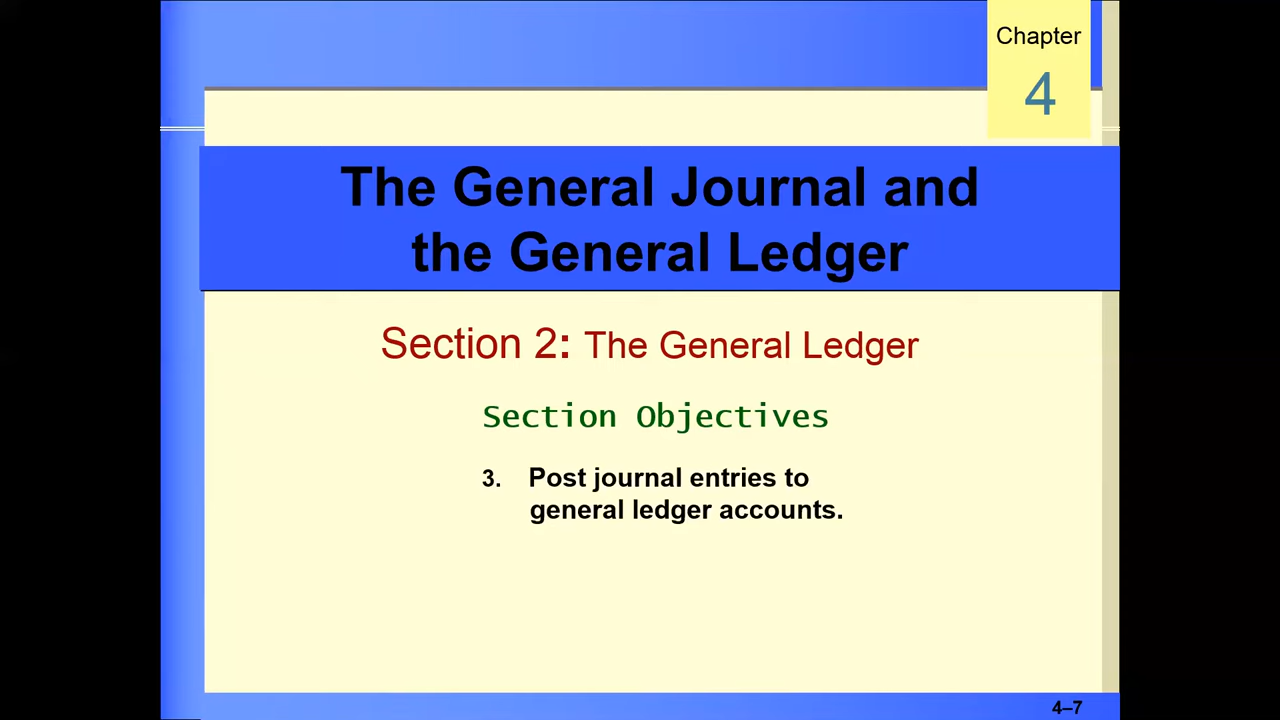 Chapter
4
The General Journal and
the General Ledger
Section 2: The General Ledger
Section Objectives
3. Post journal entries to
general ledger accounts.
4–7